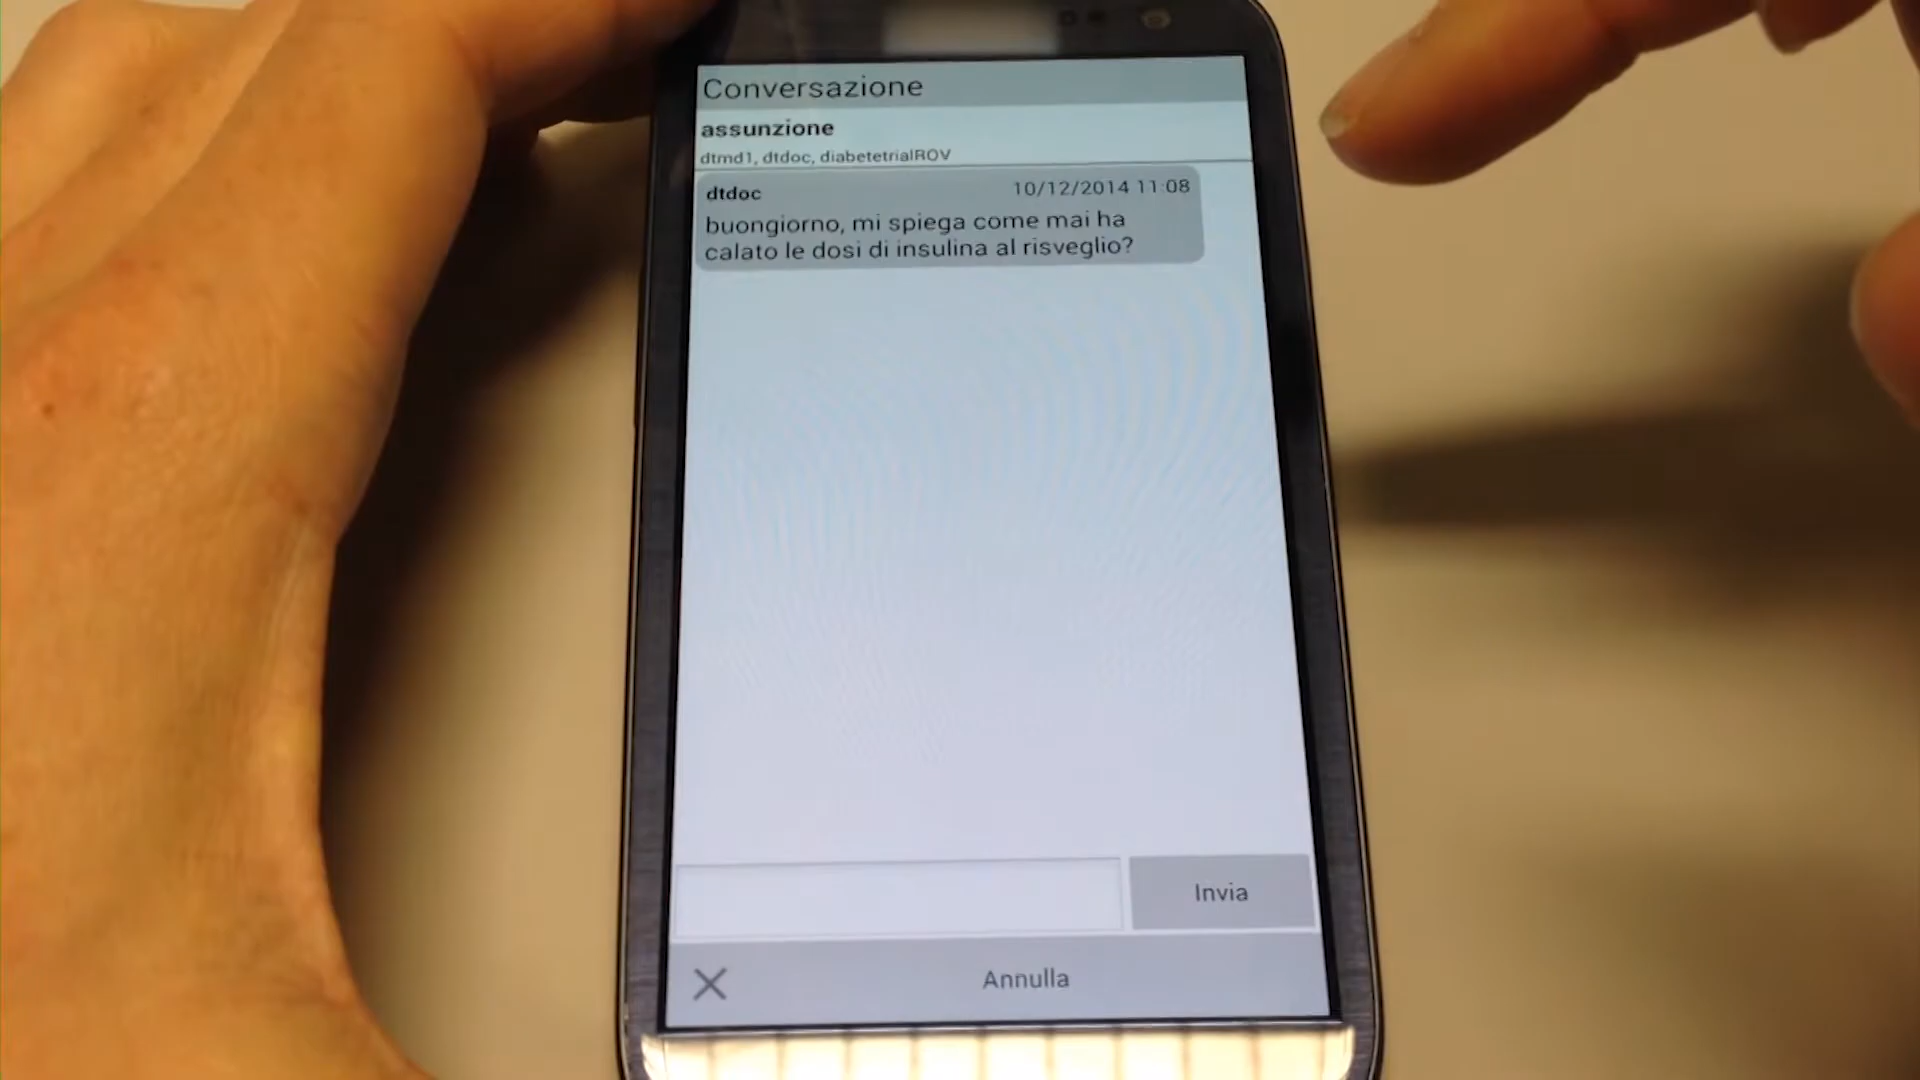 Conversazione
assunzione
dtmd1, dtdoc, diabetetrialROV
dtdoc 10/12/2014 11:08
buongiorno, mi spiega come mai ha
calato le dosi di insulina al risveglio?
Invia
Annulla